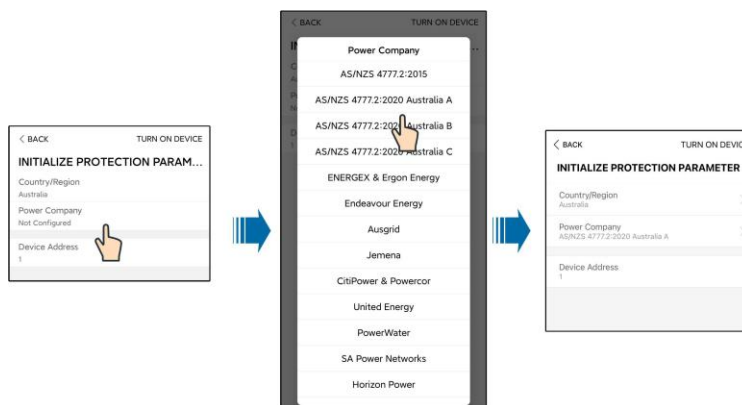 < BACK TURN ON DEVICE
INITIALIZE PROTECTION PARAM...
Country/Region
Australia
Power Company
Not Configured
Device Address
1
< BACK TURN ON DEVICE
Power Company
AS/NZS 4777.2:2015
AS/NZS 4777.2:2020 Australia A
AS/NZS 4777.2:2020 Australia B
AS/NZS 4777.2:2020 Australia C
ENERGEX & Ergon Energy
Endeavour Energy
Ausgrid
Jemena
CitiPower & Powercor
United Energy
PowerWater
SA Power Networks
Horizon Power
< BACK TURN ON DEVIC
INITIALIZE PROTECTION PARAMETER
Country/Region
Australia
Power Company
AS/NZS 4777.2:2020 Australia A
Device Address
1